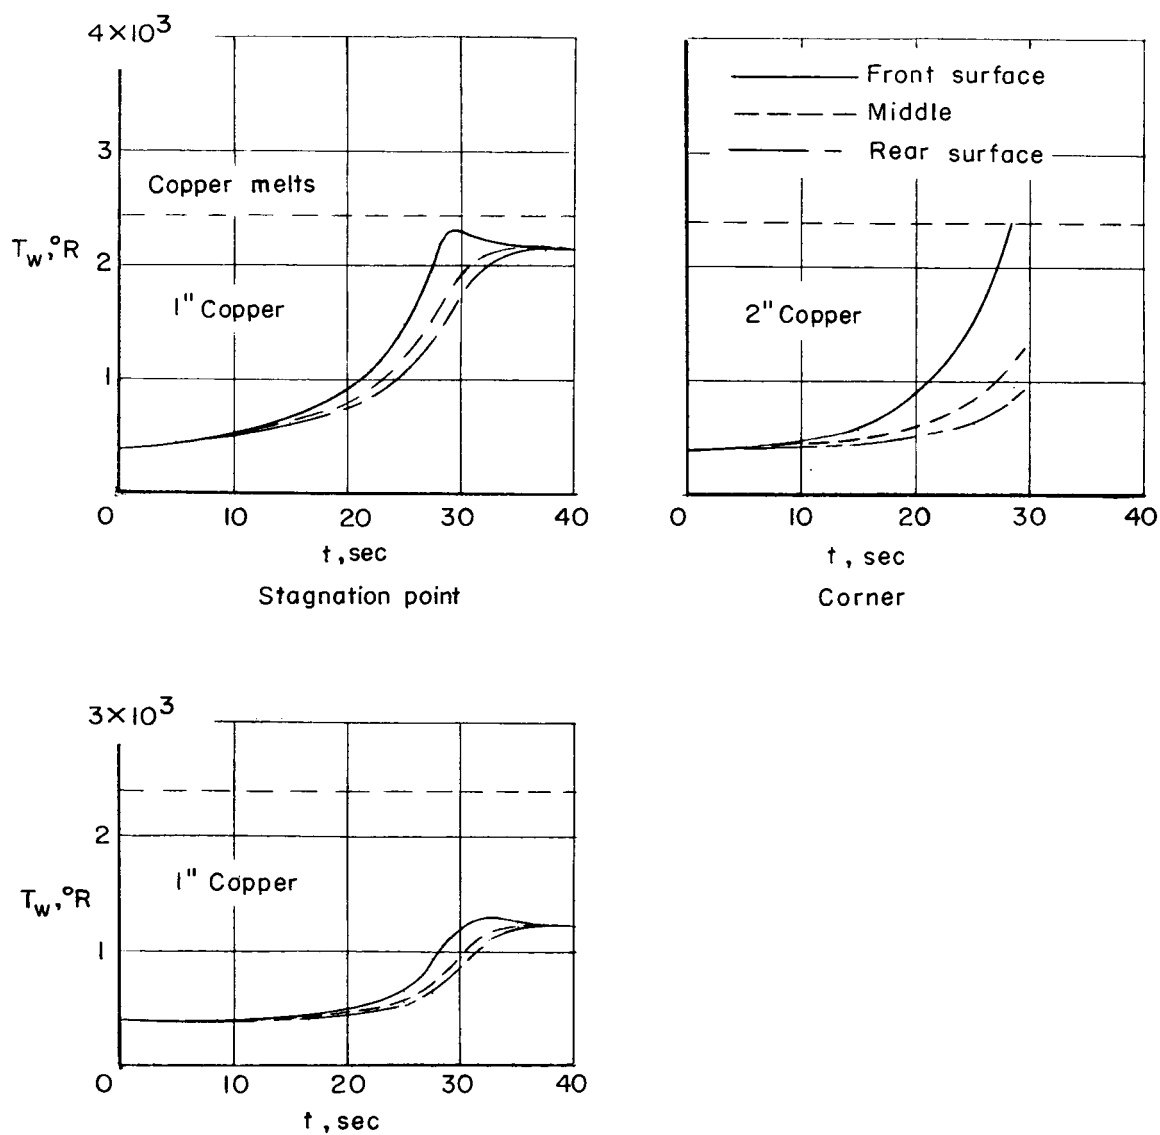 4×10³
3
Copper melts
T_w,°R
2
1" Copper
1
0 10 20 30 40
t, sec
Stagnation point
Front surface
Middle
Rear surface
2" Copper
0 10 20 30 40
t, sec
Corner
3×10³
2
1" Copper
T_w,°R
1
0 10 20 30 40
t, sec